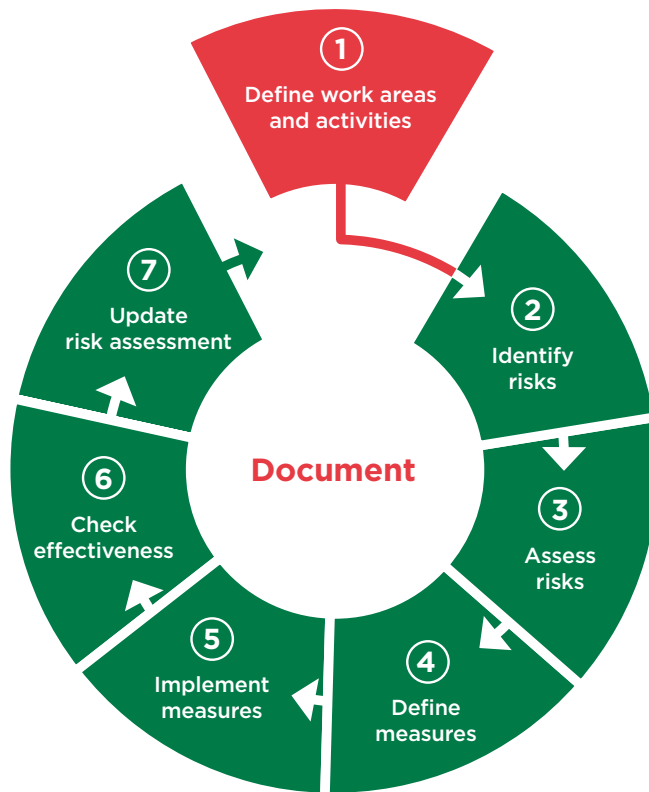 1
Define work areas
and activities
2
Identify
risks
3
Assess
risks
4
Define
measures
5
Implement
measures
6
Check
effectiveness
7
Update
risk assessment
Document